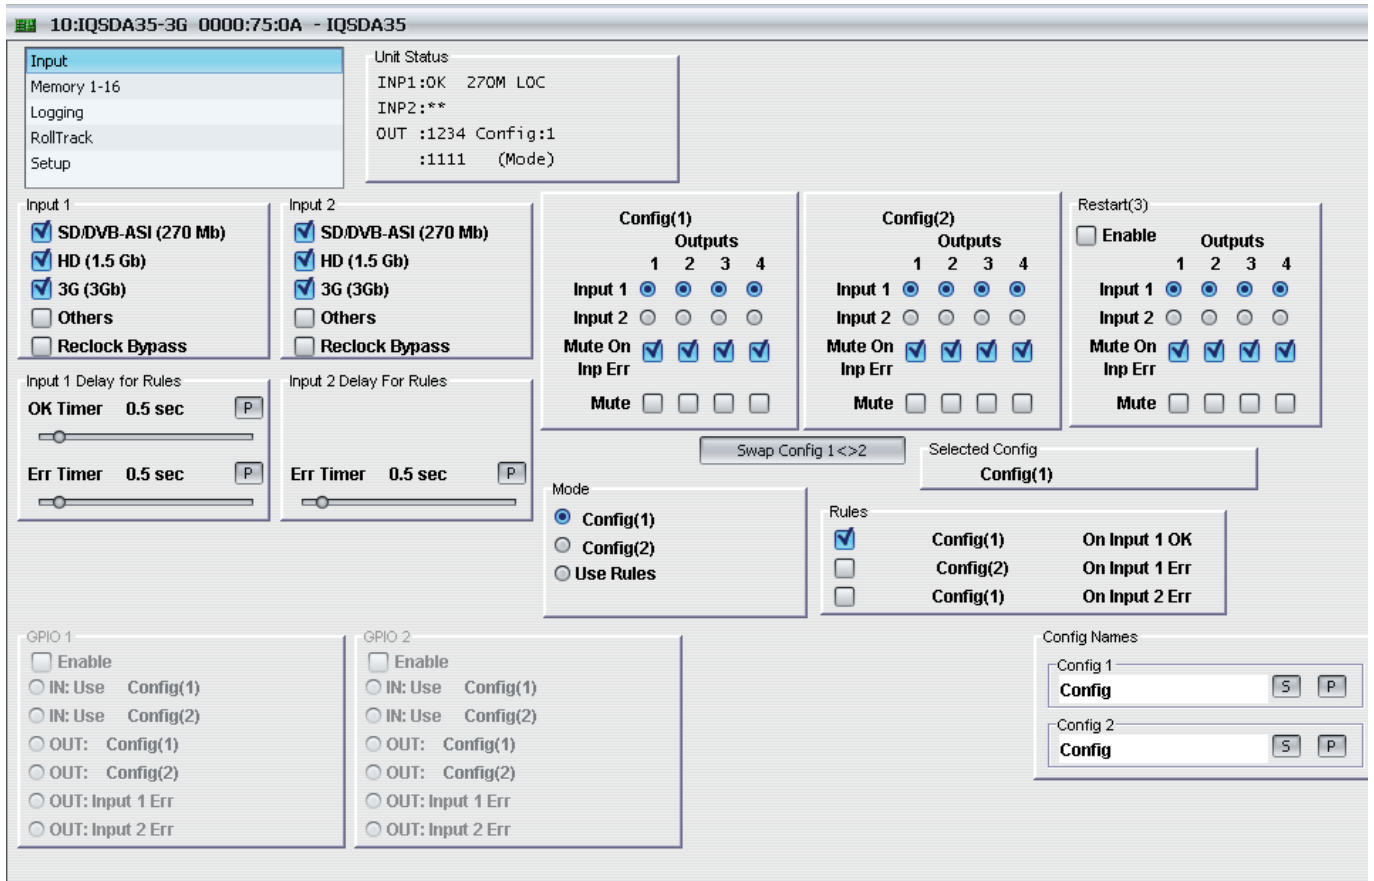 10:IQSDA35-3G 0000:75:0A - IQSDA35
Input
Memory 1-16
Logging
RollTrack
Setup
Unit Status
INP1:OK 270M LOC
INP2:**
OUT :1234 Config:1
:1111 (Mode)
Input 1
SD/DVB-ASI (270 Mb)
HD (1.5 Gb)
3G (3Gb)
Others
Reclock Bypass
Input 2
SD/DVB-ASI (270 Mb)
HD (1.5 Gb)
3G (3Gb)
Others
Reclock Bypass
Config(1)
Outputs
1 2 3 4
Input 1
Input 2
Mute On
Inp Err
Mute
Config(2)
Outputs
1 2 3 4
Input 1
Input 2
Mute On
Inp Err
Mute
Restart(3)
Enable
Outputs
1 2 3 4
Input 1
Input 2
Mute On
Inp Err
Mute
Input 1 Delay for Rules
OK Timer 0.5 sec P
Err Timer 0.5 sec P
Input 2 Delay For Rules
Err Timer 0.5 sec P
Swap Config 1<>2
Selected Config
Config(1)
Mode
Config(1)
Config(2)
Use Rules
Rules
Config(1) On Input 1 OK
Config(2) On Input 1 Err
Config(1) On Input 2 Err
GPIO 1
Enable
IN: Use Config(1)
IN: Use Config(2)
OUT: Config(1)
OUT: Config(2)
OUT: Input 1 Err
OUT: Input 2 Err
GPIO 2
Enable
IN: Use Config(1)
IN: Use Config(2)
OUT: Config(1)
OUT: Config(2)
OUT: Input 1 Err
OUT: Input 2 Err
Config Names
Config 1
Config S P
Config 2
Config S P